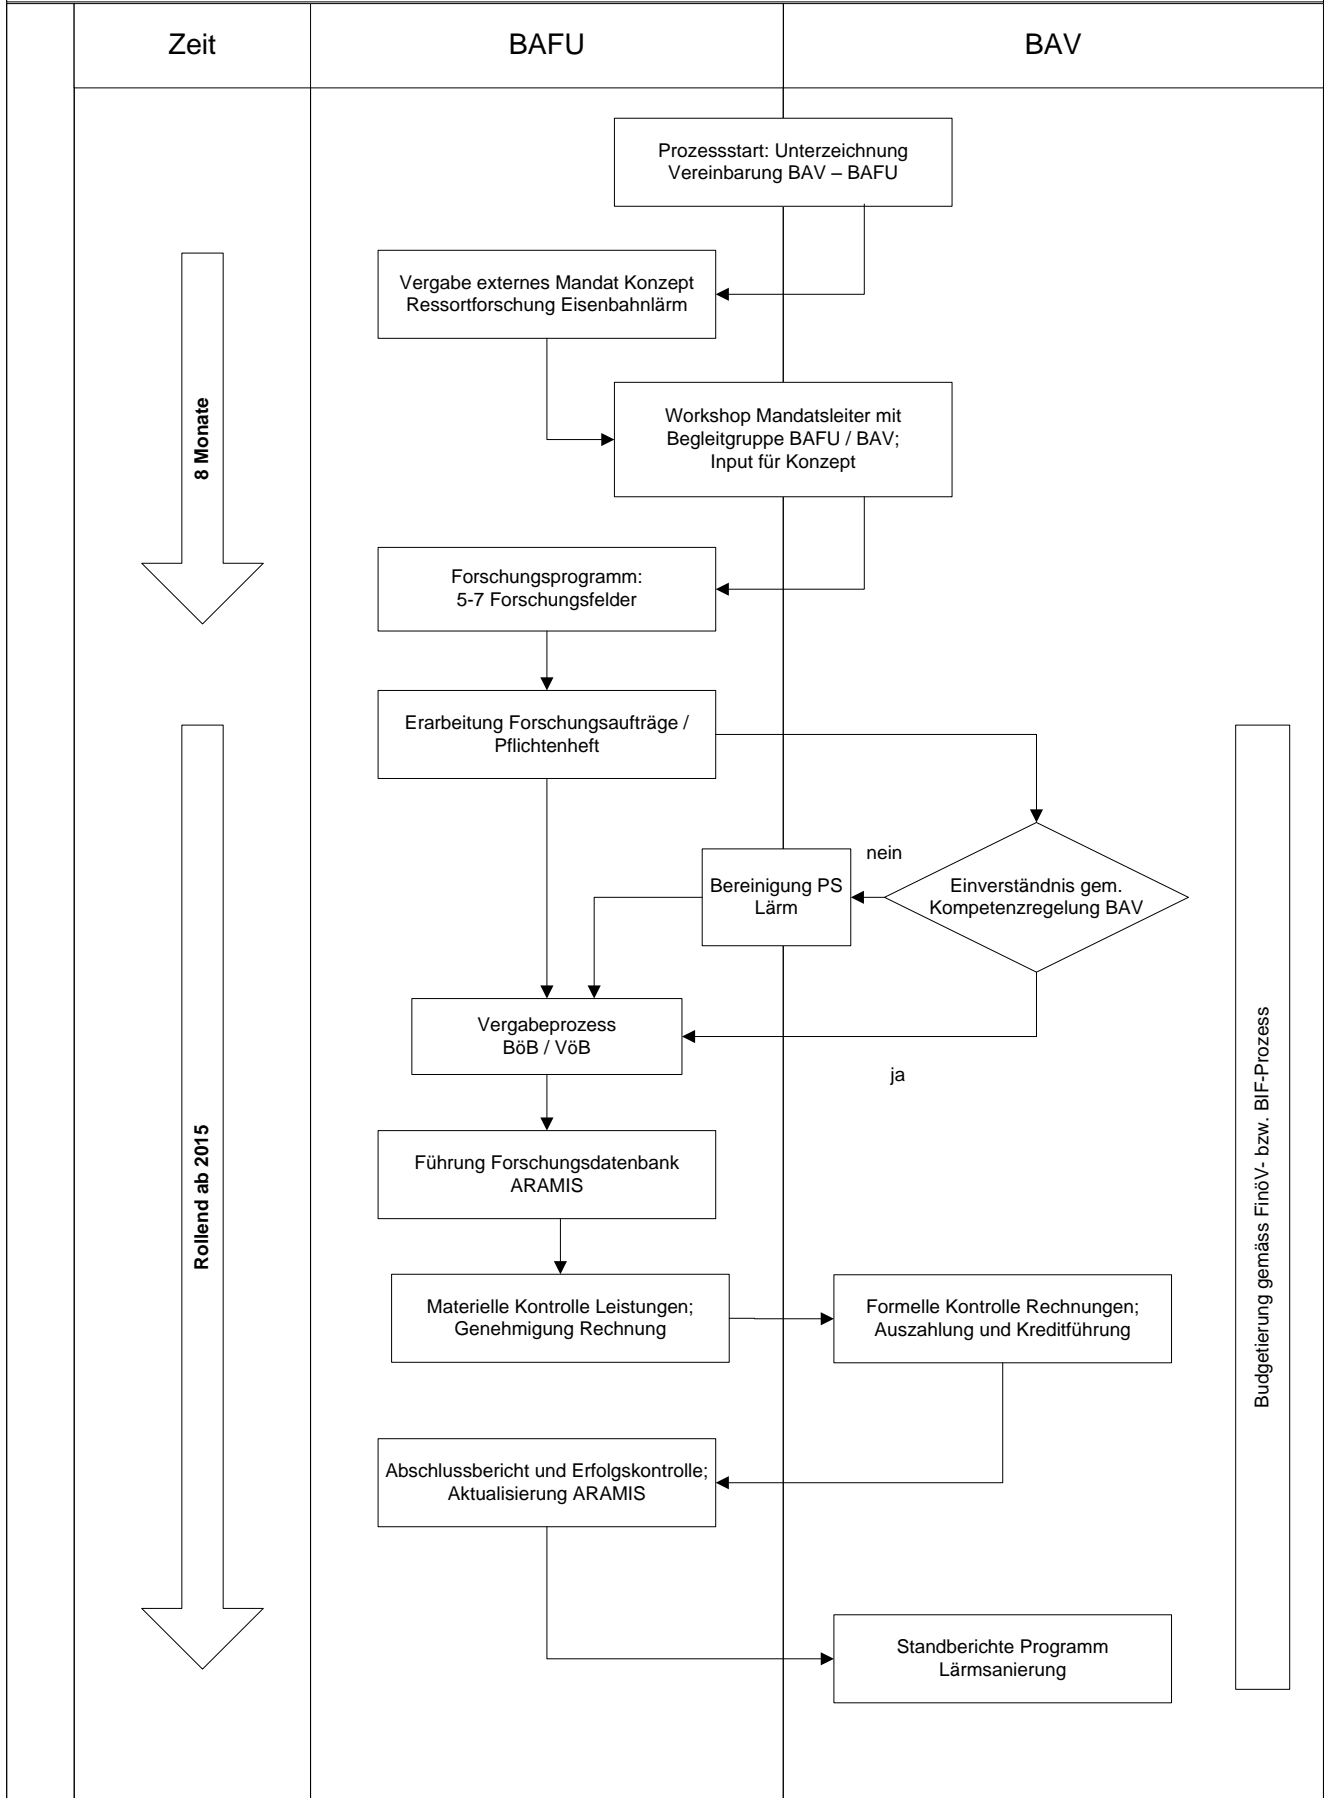 Zeit
BAFU
BAV
Prozessstart: Unterzeichnung
Vereinbarung BAV – BAFU
Vergabe externes Mandat Konzept
Ressortforschung Eisenbahnlärm
8 Monate
Workshop Mandatsleiter mit
Begleitgruppe BAFU / BAV;
Input für Konzept
Forschungsprogramm:
5-7 Forschungsfelder
Erarbeitung Forschungsaufträge /
Pflichtenheft
nein
Bereinigung PS
Lärm
Einverständnis gem.
Kompetenzregelung BAV
Vergabeprozess
BöB / VöB
ja
Rollend ab 2015
Budgetierung gemäss FinöV- bzw. BIF-Prozess
Führung Forschungsdatenbank
ARAMIS
Materielle Kontrolle Leistungen;
Genehmigung Rechnung
Formelle Kontrolle Rechnungen;
Auszahlung und Kreditführung
Abschlussbericht und Erfolgskontrolle;
Aktualisierung ARAMIS
Standberichte Programm
Lärmsanierung